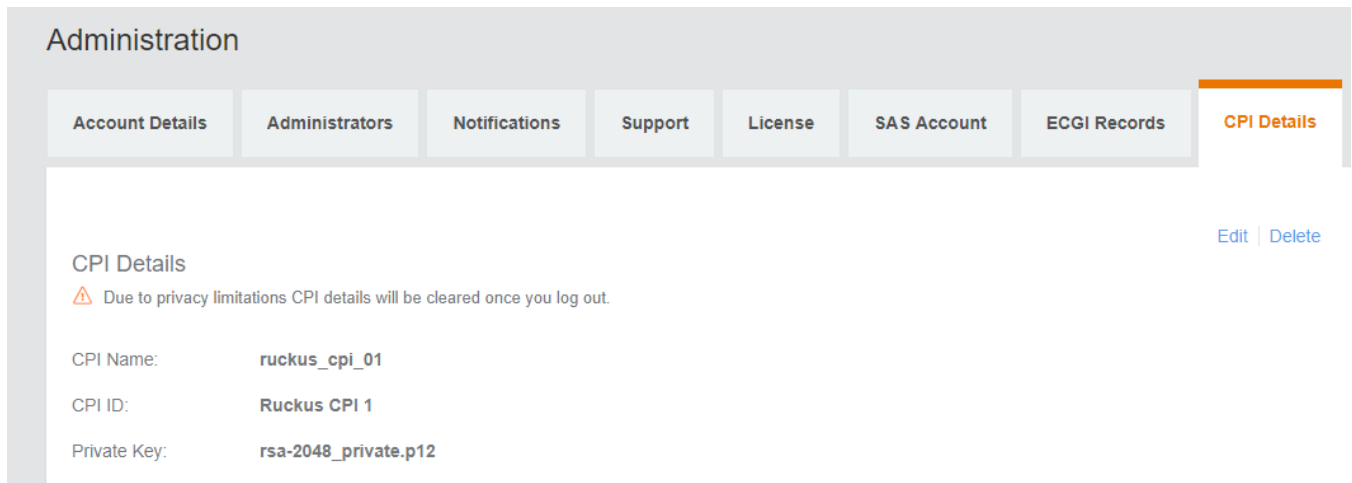 Administration
Account Details Administrators Notifications Support License SAS Account ECGI Records CPI Details
Edit Delete
CPI Details
Due to privacy limitations CPI details will be cleared once you log out.
CPI Name: ruckus_cpi_01
CPI ID: Ruckus CPI 1
Private Key: rsa-2048_private.p12